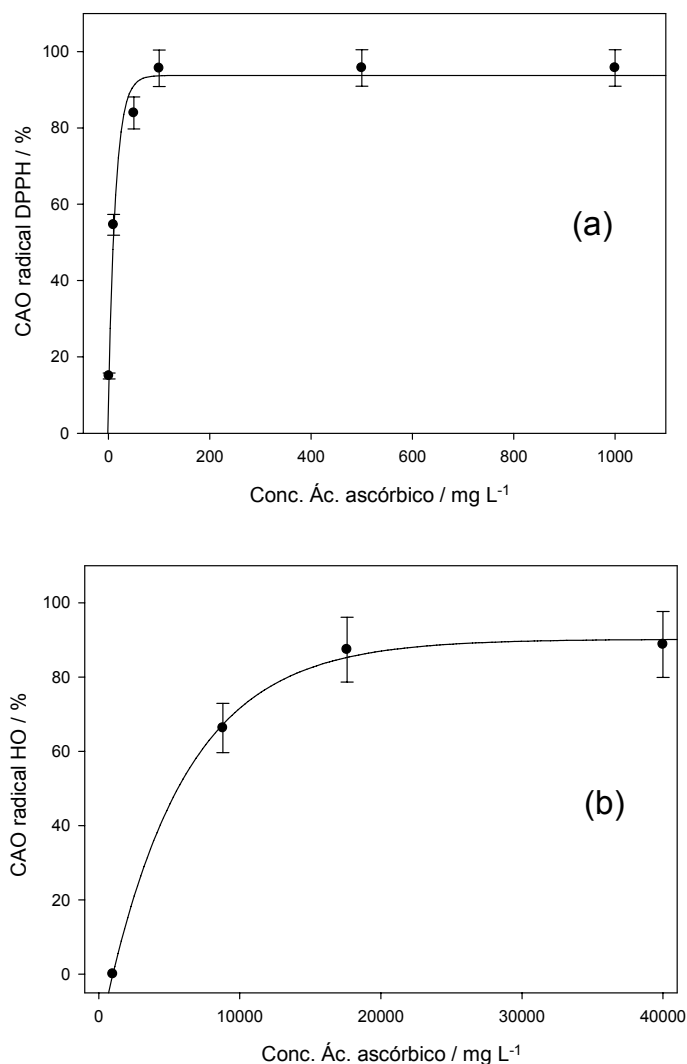 100
80
60
40
20
0
CAO radical DPPH / %
(a)
0 200 400 600 800 1000
Conc. Ác. ascórbico / mg L-1
100
80
60
40
20
0
CAO radical HO / %
(b)
0 10000 20000 30000 40000
Conc. Ác. ascórbico / mg L-1